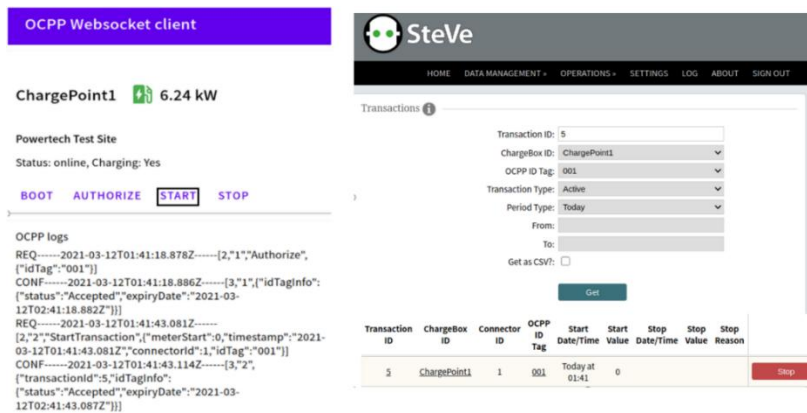 OCPP Websocket client
ChargePoint1 6.24 kW
Powertech Test Site
Status: online, Charging: Yes
BOOT AUTHORIZE START STOP
OCPP logs
REQ------2021-03-12T01:41:18.878Z------[2,"1","Authorize",
{"idTag":"001"}]
CONF------2021-03-12T01:41:18.886Z------[3,"1",{"idTagInfo":
{"status":"Accepted","expiryDate":"2021-03-
12T02:41:18.882Z"}}]
REQ------2021-03-12T01:41:43.081Z------
[2,"2","StartTransaction",{"meterStart":0,"timestamp":"2021-
03-12T01:41:43.081Z","connectorId":1,"idTag":"001"}]
CONF------2021-03-12T01:41:43.114Z------[3,"2",
{"transactionId":5,"idTagInfo":
{"status":"Accepted","expiryDate":"2021-03-
12T02:41:43.087Z"}}]
SteVe
HOME DATA MANAGEMENT » OPERATIONS » SETTINGS LOG ABOUT SIGN OUT
Transactions i
Transaction ID: 5
ChargeBox ID: ChargePoint1
OCPP ID Tag: 001
Transaction Type: Active
Period Type: Today
From:
To:
Get as CSV?:
Get
Transaction ID ChargeBox ID Connector ID OCPP ID Tag Start Date/Time Start Value Stop Date/Time Stop Value Stop Reason
5 ChargePoint1 1 001 Today at 01:41 0 Stop